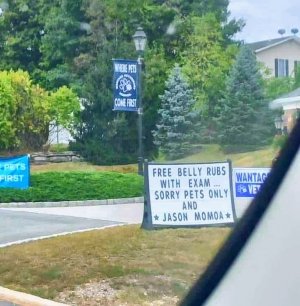 WHERE PETS
COME FIRST
PETS
FIRST
FREE BELLY RUBS
WITH EXAM ...
SORRY PETS ONLY
AND
★ JASON MOMOA ★
WANTAG
VET